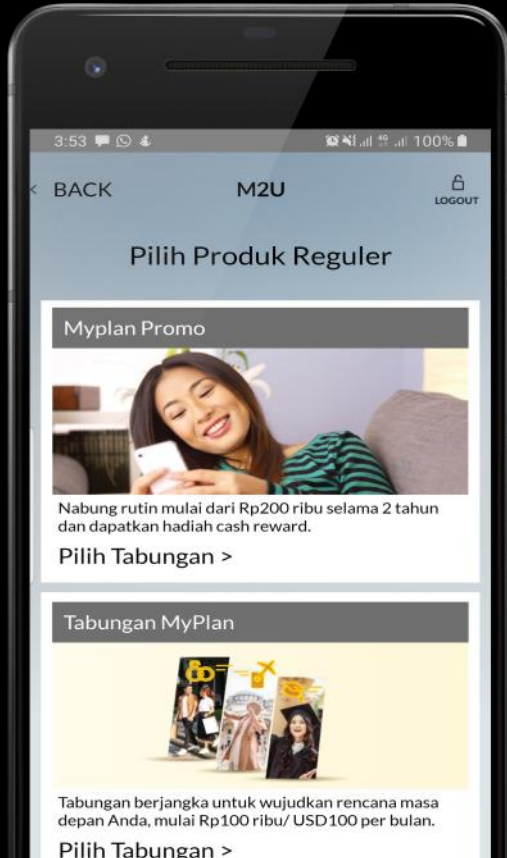 3:53 4G 100%
< BACK M2U LOGOUT
Pilih Produk Reguler
Myplan Promo
Nabung rutin mulai dari Rp200 ribu selama 2 tahun
dan dapatkan hadiah cash reward.
Pilih Tabungan >
Tabungan MyPlan
Tabungan berjangka untuk wujudkan rencana masa
depan Anda, mulai Rp100 ribu/ USD100 per bulan.
Pilih Tabungan >